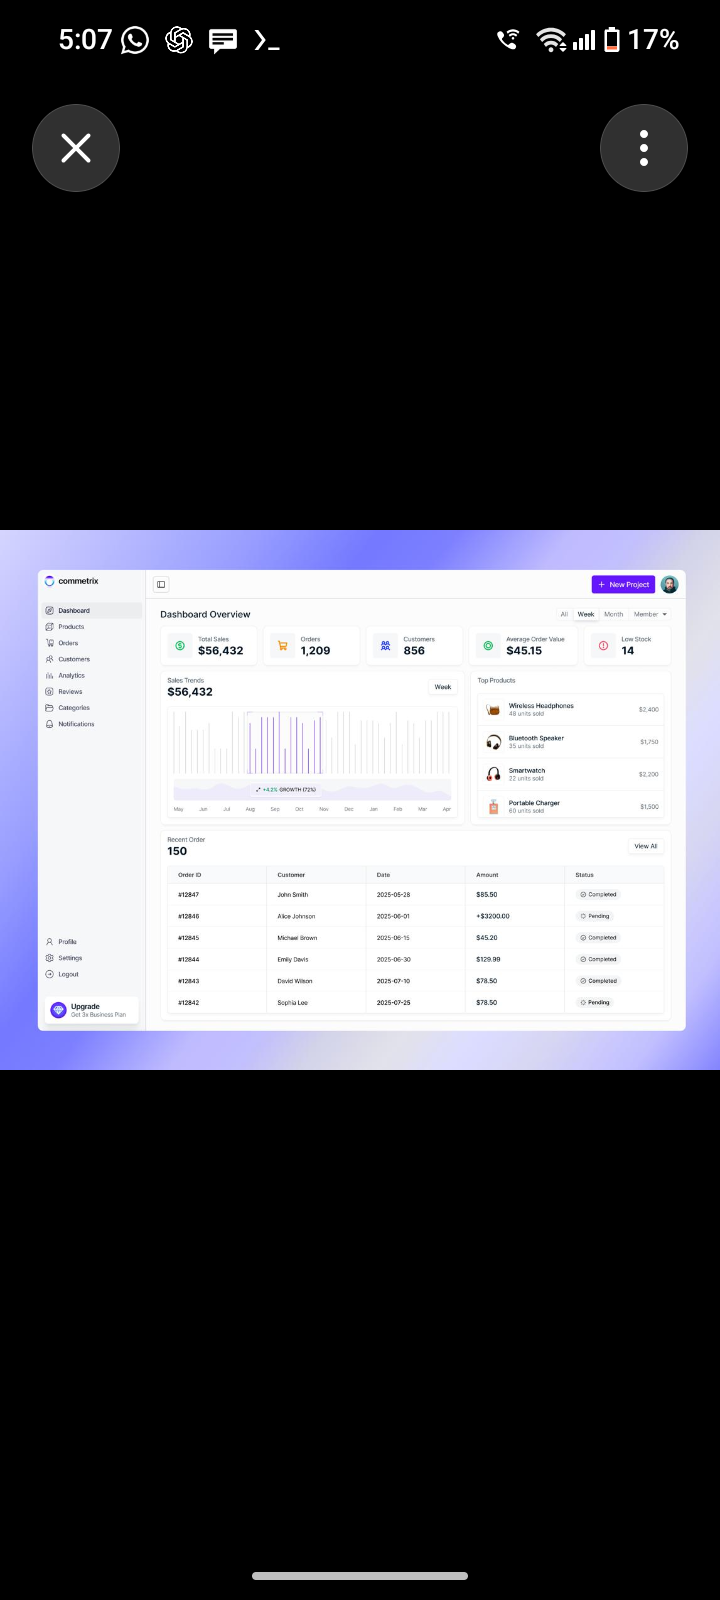 5:07
17%
commetrix
New Project
Dashboard
Products
Orders
Customers
Analytics
Reviews
Categories
Notifications
Profile
Settings
Logout
Upgrade
Get 3x Business Plan
Dashboard Overview
All Week Month Member
Total Sales
$56,432
Orders
1,209
Customers
856
Average Order Value
$45.15
Low Stock
14
Sales Trends
$56,432
Week
+4.2% GROWTH (72%)
May Jun Jul Aug Sep Oct Nov Dec Jan Feb Mar Apr
Top Products
Wireless Headphones
48 units sold
$2,400
Bluetooth Speaker
35 units sold
$1,750
Smartwatch
22 units sold
$2,200
Portable Charger
60 units sold
$1,500
Recent Order
150
View All
Order ID Customer Date Amount Status
#12847 John Smith 2025-05-28 $85.50 Completed
#12846 Alice Johnson 2025-06-01 +$3200.00 Pending
#12845 Michael Brown 2025-06-15 $45.20 Completed
#12844 Emily Davis 2025-06-30 $129.99 Completed
#12843 David Wilson 2025-07-10 $78.50 Completed
#12842 Sophia Lee 2025-07-25 $78.50 Pending